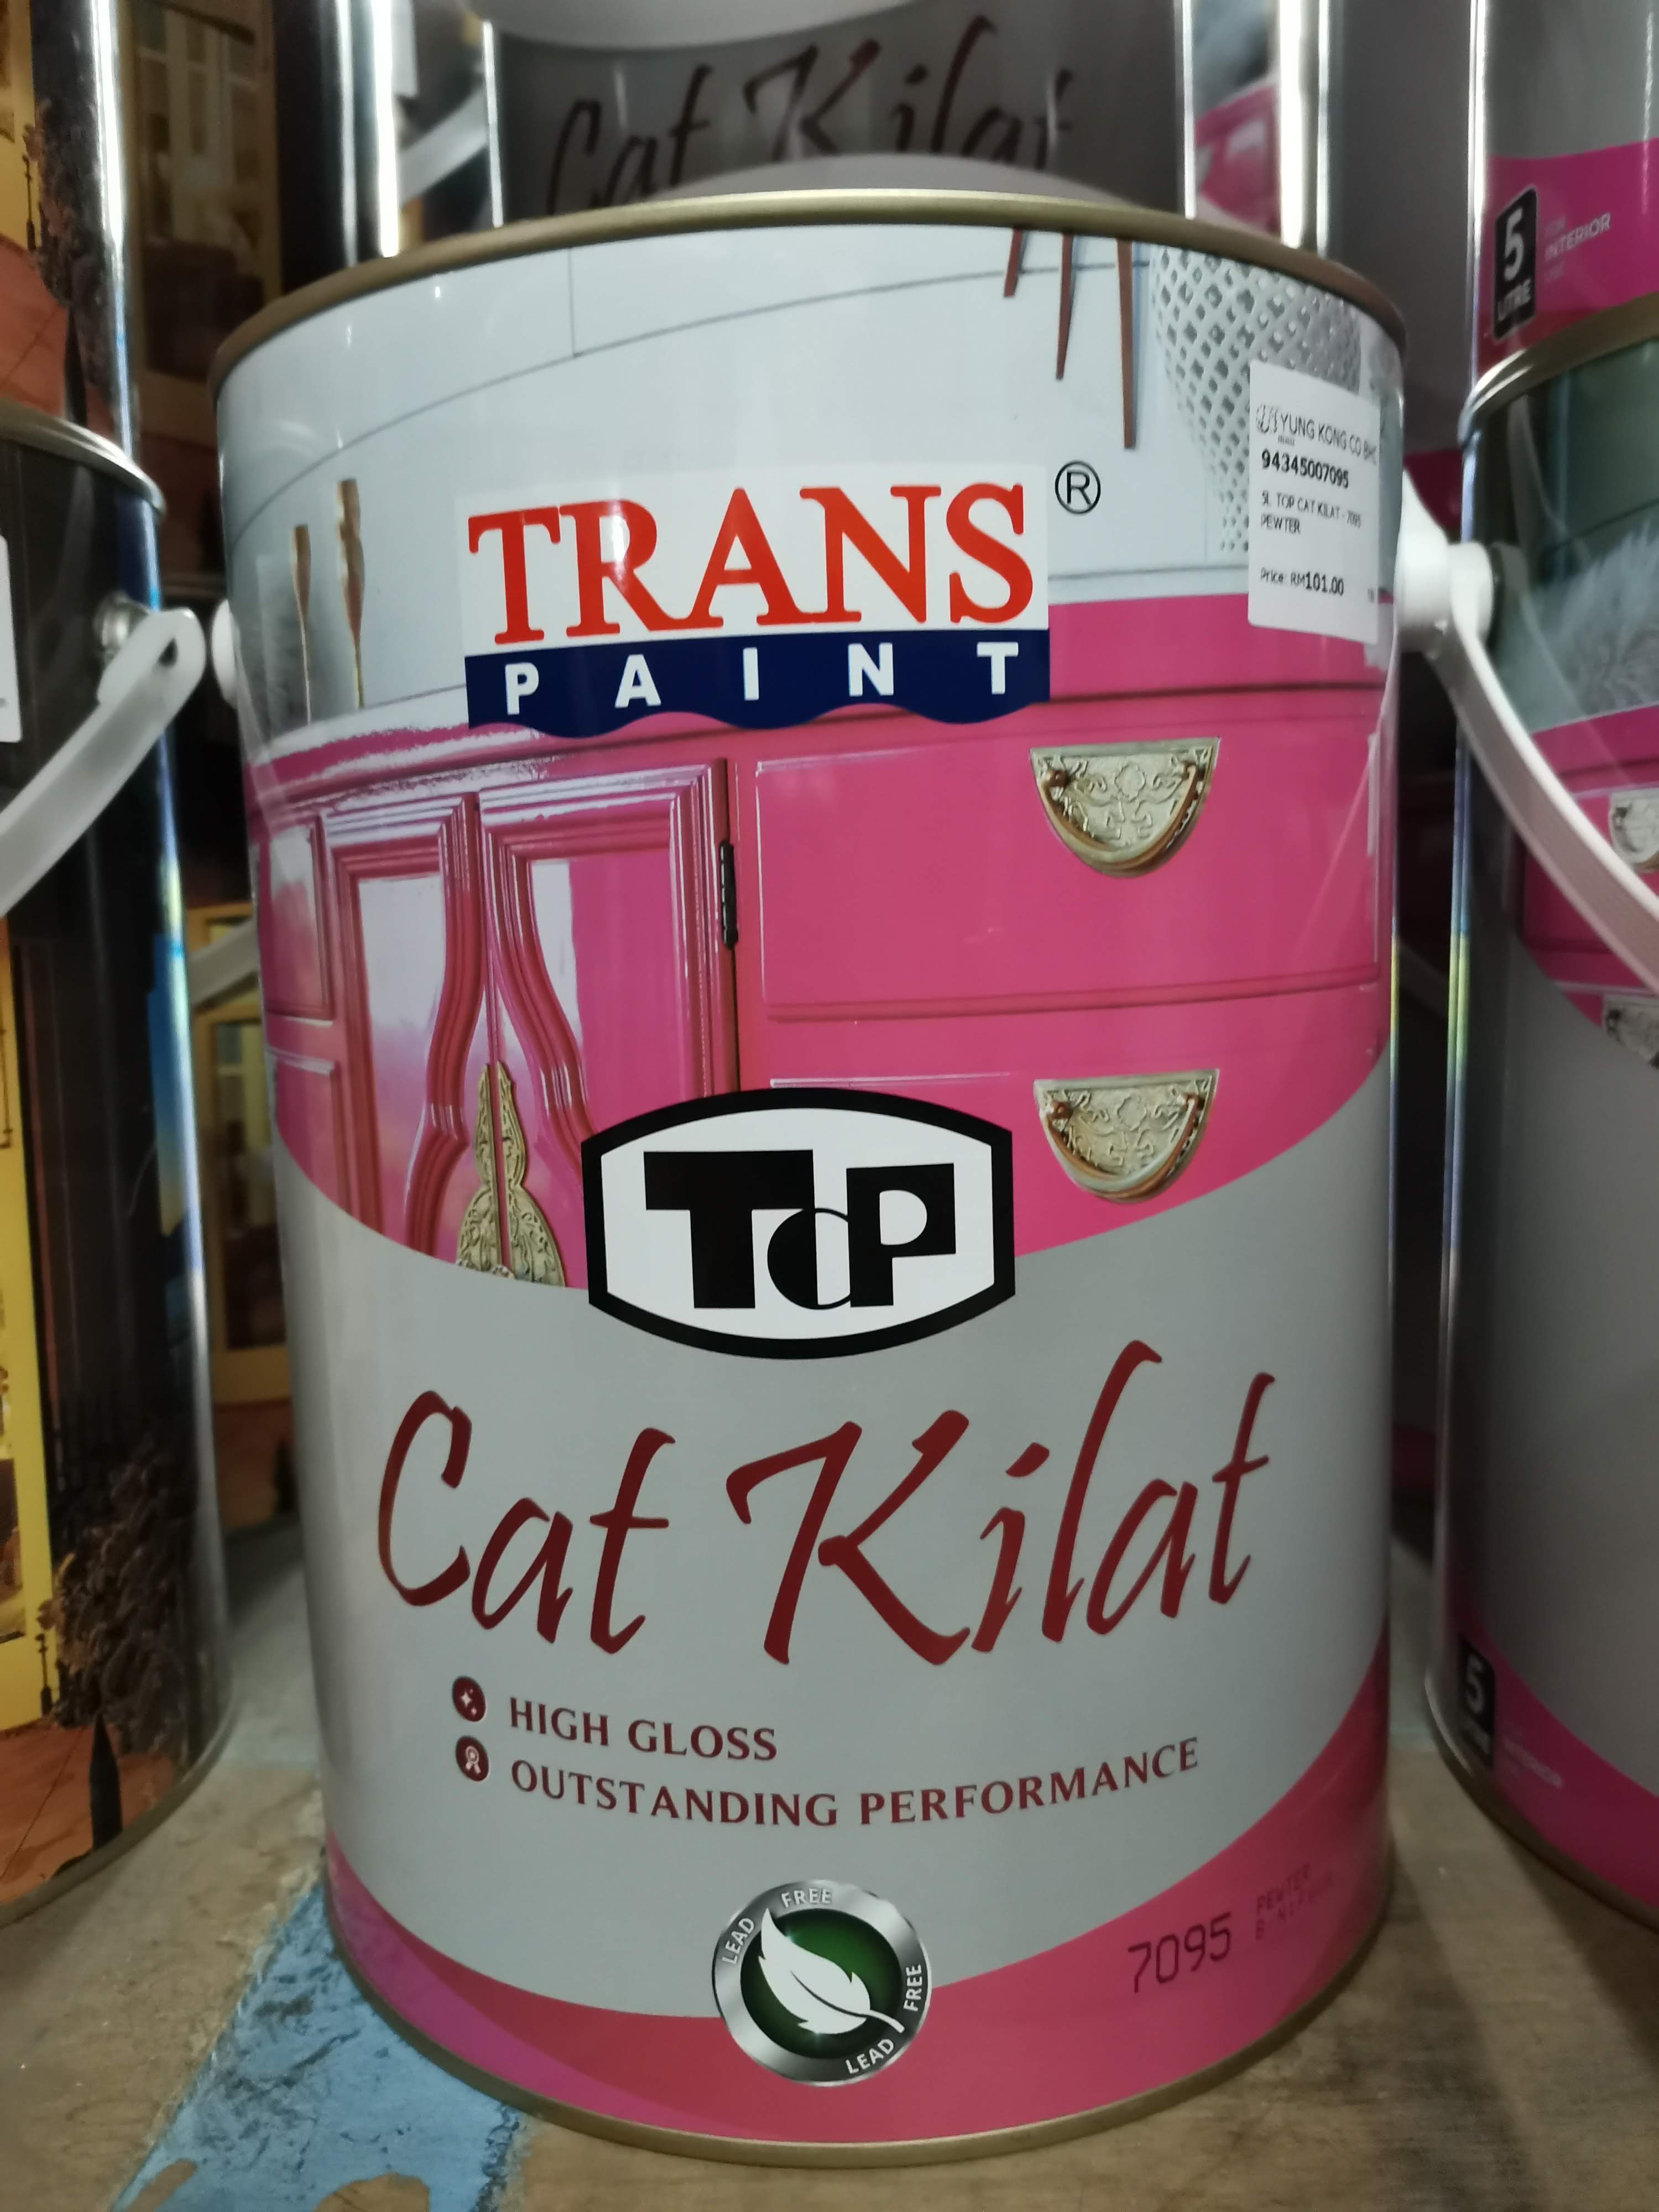 Cat Kilat
5
LITRE
INTERIOR
YUNG KONG CO BHD
94345007095
5L TOP CAT KILAT - 7095
PEWTER
Price: RM101.00
TRANS ®
PAINT
TOP
Cat Kilat
HIGH GLOSS
OUTSTANDING PERFORMANCE
LEAD FREE
LEAD FREE
7095
PEWTER
5